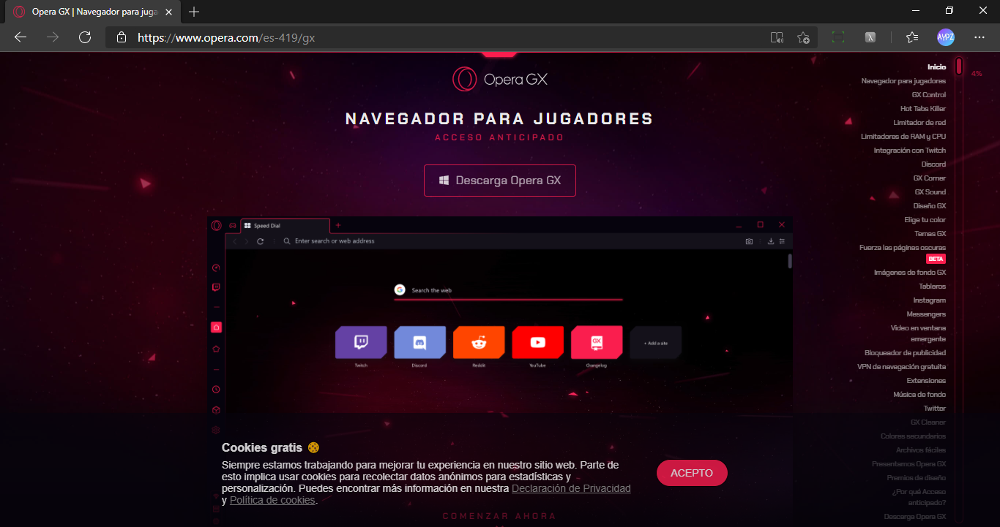 Opera GX | Navegador para juga
https://www.opera.com/es-419/gx
AYPZ
Opera GX
NAVEGADOR PARA JUGADORES
ACCESO ANTICIPADO
Descarga Opera GX
Speed Dial
Enter search or web address
Search the web
Twitch
Discord
Reddit
YouTube
GX
Changelog
+ Add a site
Cookies gratis
Siempre estamos trabajando para mejorar tu experiencia en nuestro sitio web. Parte de
esto implica usar cookies para recolectar datos anónimos para estadísticas y
personalización. Puedes encontrar más información en nuestra Declaración de Privacidad
y Política de cookies.
ACEPTO
COMENZAR AHORA
4%
Inicio
Navegador para jugadores
GX Control
Hot Tabs Killer
Limitador de red
Limitadores de RAM y CPU
Integración con Twitch
Discord
GX Corner
GX Sound
Diseño GX
Elige tu color
Temas GX
Fuerza las páginas oscuras
BETA
Imágenes de fondo GX
Tableros
Instagram
Messengers
Video en ventana
emergente
Bloqueador de publicidad
VPN de navegación gratuita
Extensiones
Música de fondo
Twitter
GX Cleaner
Colores secundarios
Archivos fáciles
Presentamos Opera GX
Premios de diseño
¿Por qué Acceso
anticipado?
Descarga Opera GX